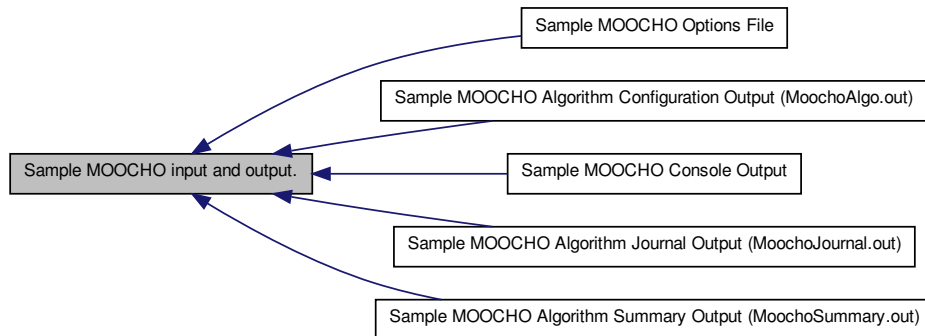 Sample MOOCHO Options File
Sample MOOCHO Algorithm Configuration Output (MoochoAlgo.out)
Sample MOOCHO input and output.
Sample MOOCHO Console Output
Sample MOOCHO Algorithm Journal Output (MoochoJournal.out)
Sample MOOCHO Algorithm Summary Output (MoochoSummary.out)